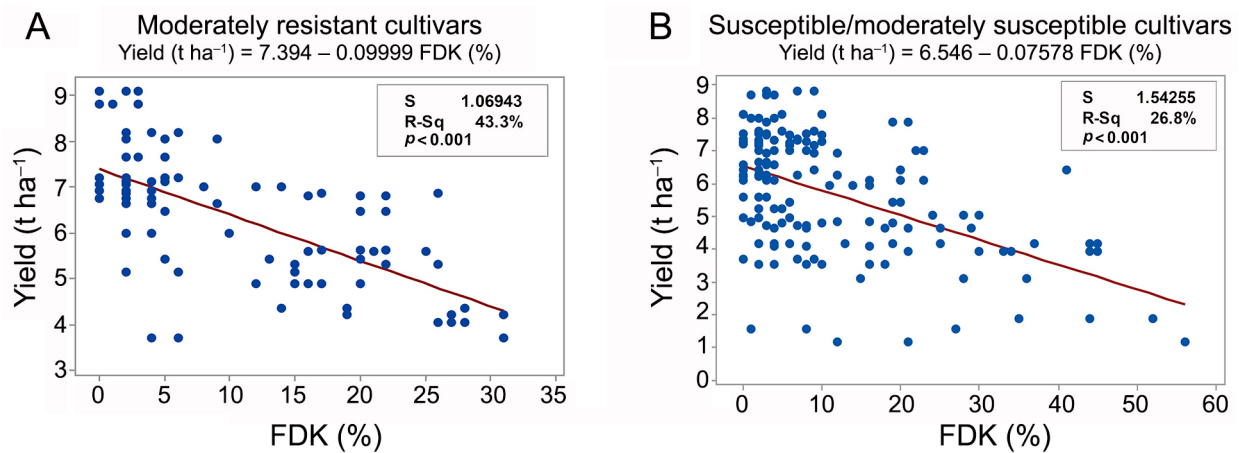 A
Moderately resistant cultivars
Yield (t ha⁻¹) = 7.394 – 0.09999 FDK (%)
S 1.06943
R-Sq 43.3%
p < 0.001
Yield (t ha⁻¹)
9
8
7
6
5
4
3
0 5 10 15 20 25 30 35
FDK (%)
B
Susceptible/moderately susceptible cultivars
Yield (t ha⁻¹) = 6.546 – 0.07578 FDK (%)
S 1.54255
R-Sq 26.8%
p < 0.001
Yield (t ha⁻¹)
9
8
7
6
5
4
3
2
1
0
0 10 20 30 40 50 60
FDK (%)